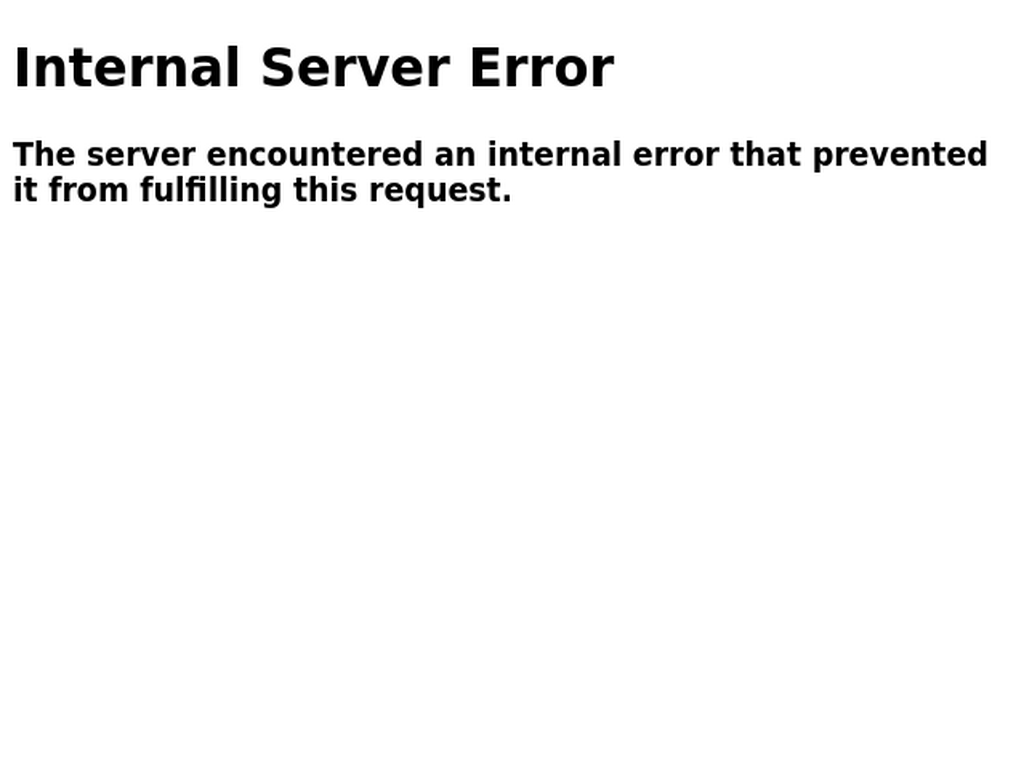 Internal Server Error
The server encountered an internal error that prevented
it from fulfilling this request.